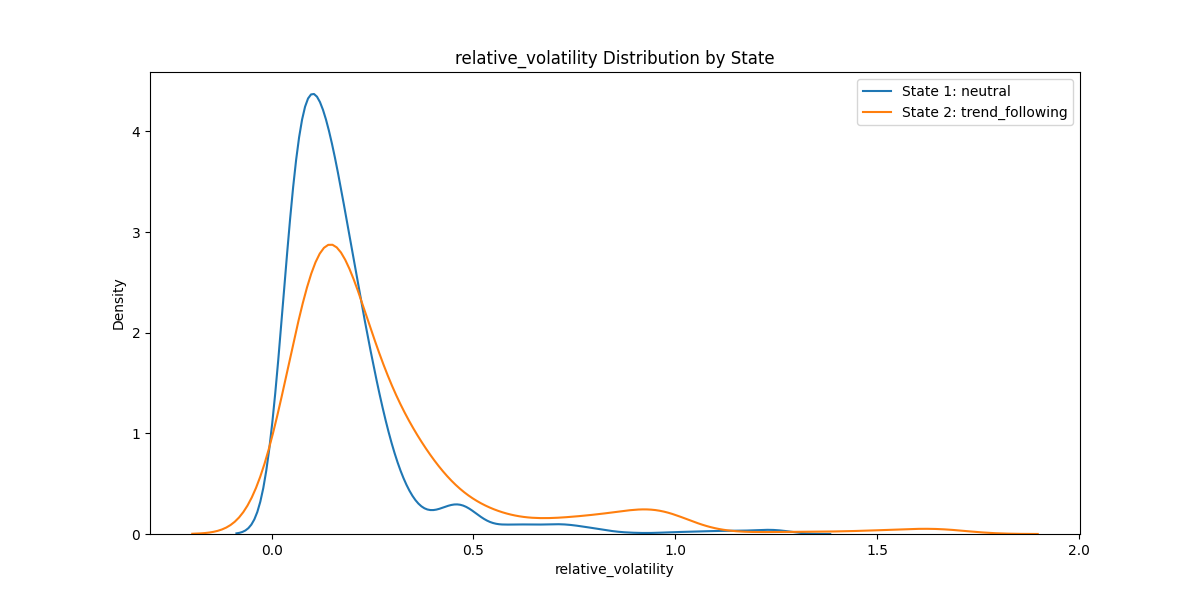 relative_volatility Distribution by State
State 1: neutral
State 2: trend_following
Density
4
3
2
1
0
0.0 0.5 1.0 1.5 2.0
relative_volatility